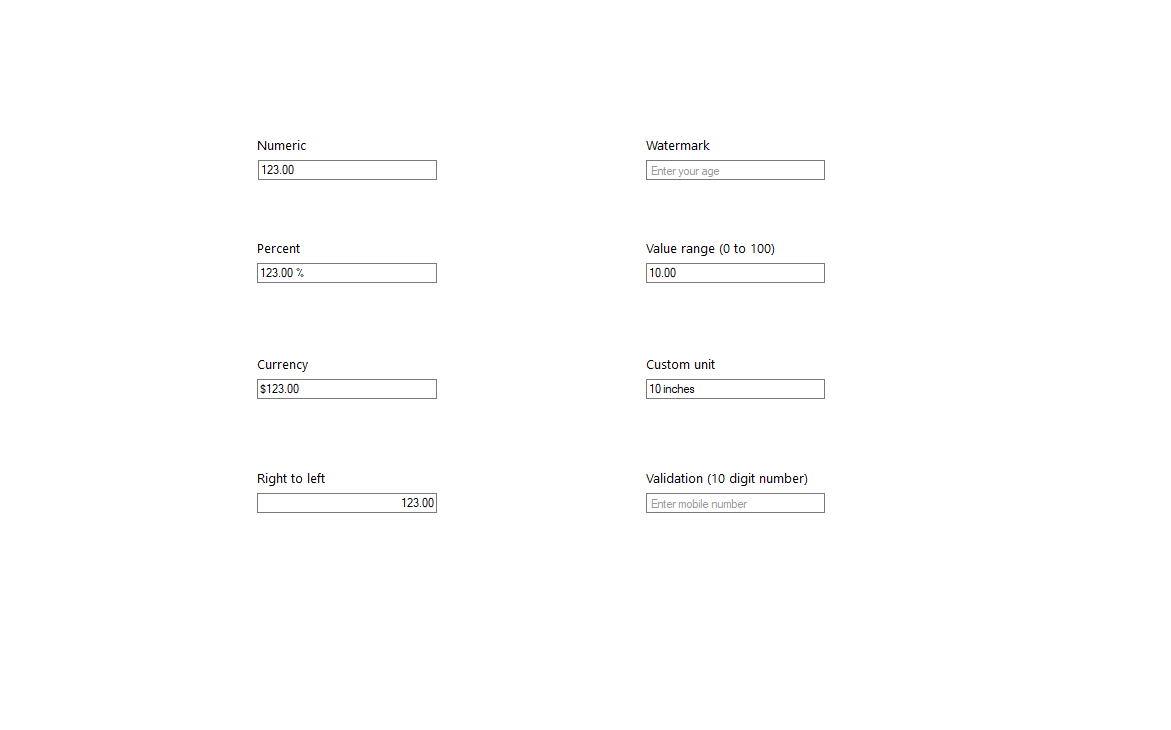 Numeric
123.00
Watermark
Enter your age
Percent
123.00 %
Value range (0 to 100)
10.00
Currency
$123.00
Custom unit
10 inches
Right to left
123.00
Validation (10 digit number)
Enter mobile number